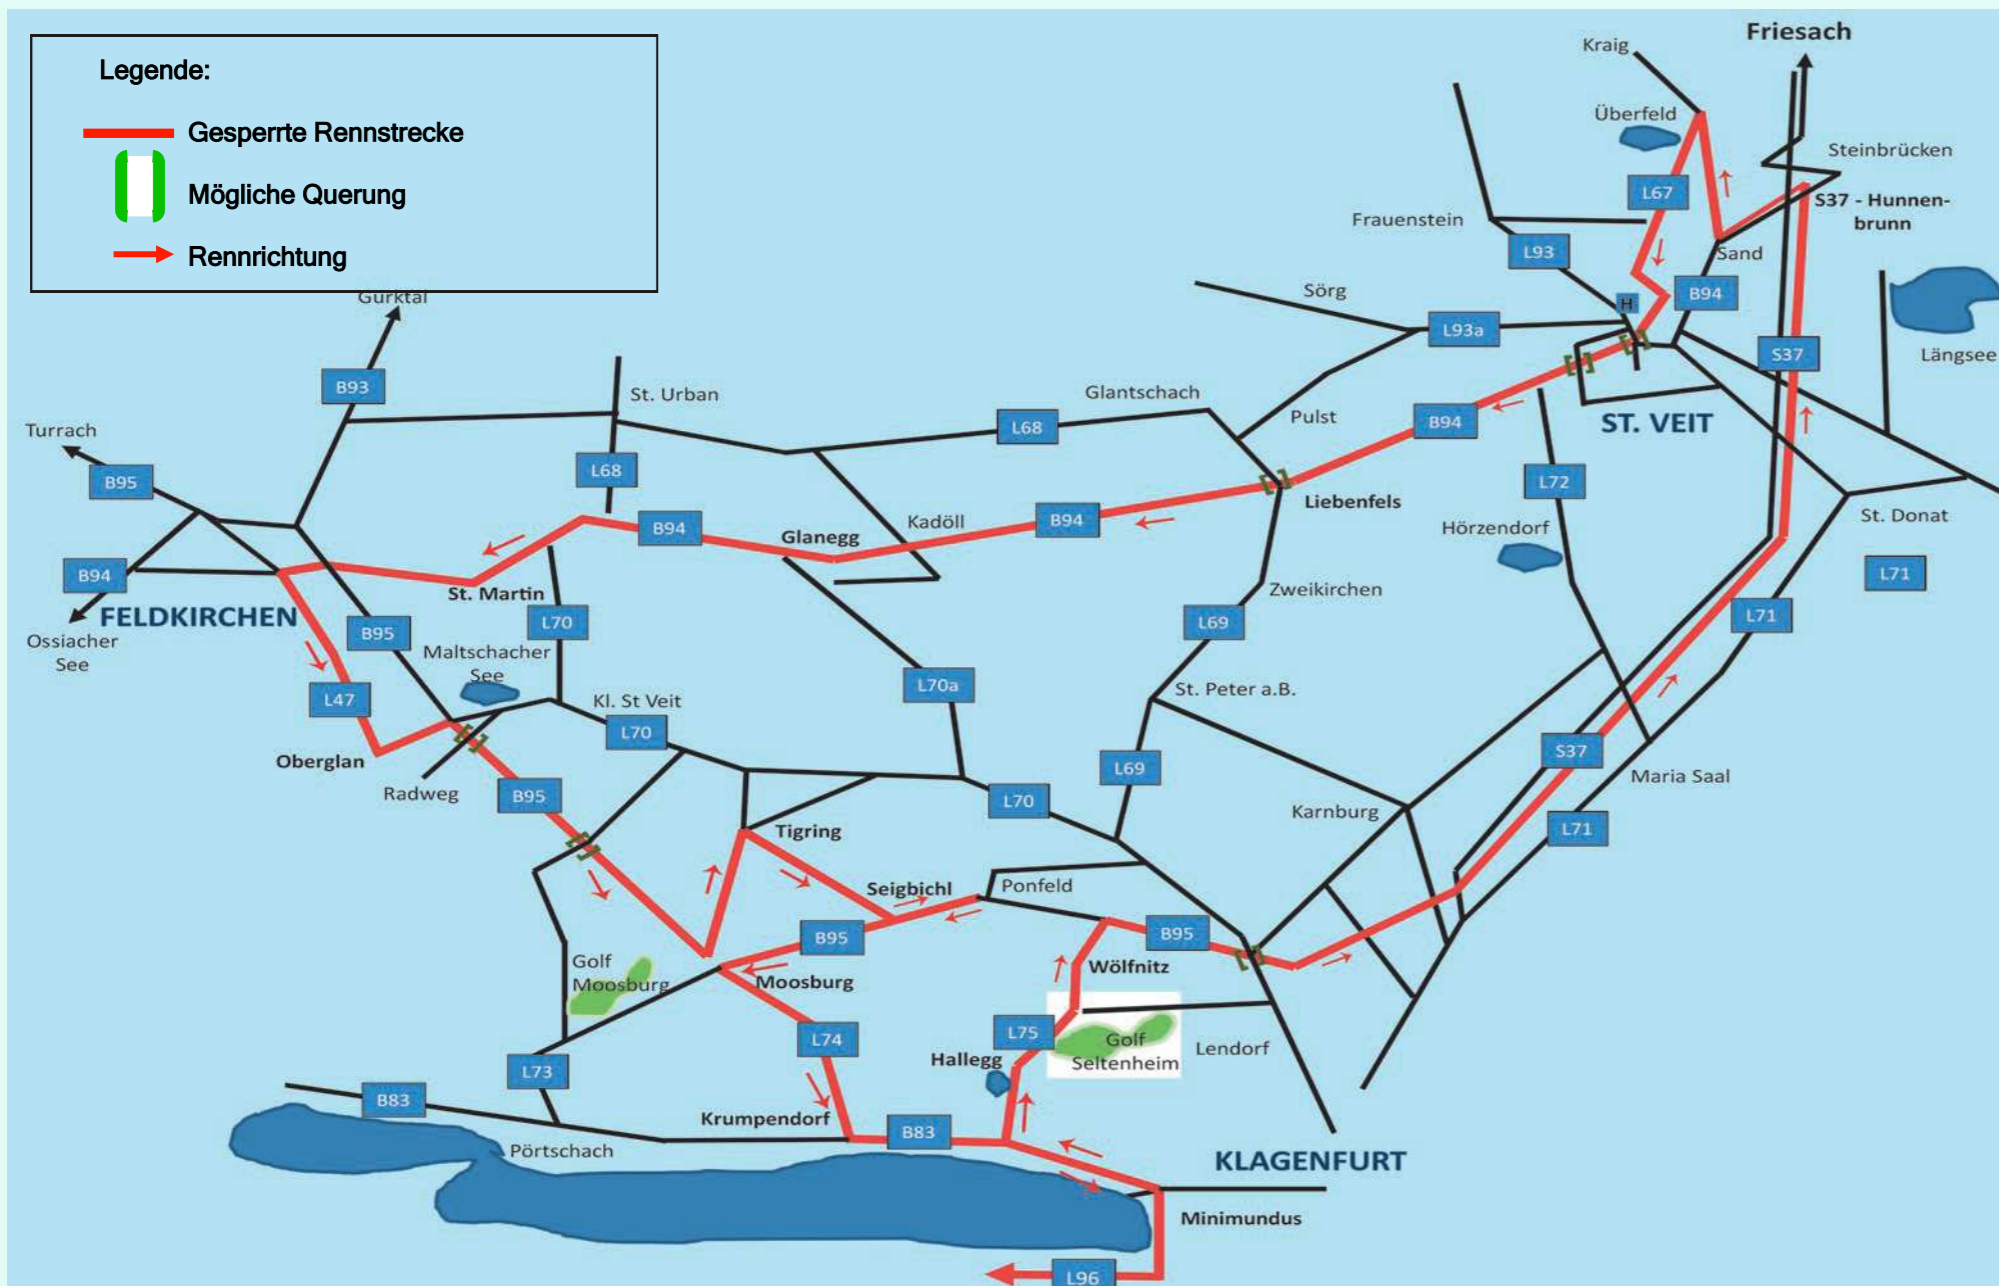 Legende:
Gesperrte Rennstrecke
Mögliche Querung
Rennrichtung
Friesach
Kraig
Überfeld
Steinbrücken
L67
S37 - Hunnen-
brunn
Frauenstein
L93
Sand
B94
H
Sörg
L93a
S37
Längsee
Gurktal
B93
St. Urban
Glantschach
Pulst
B94
ST. VEIT
Turrach
B95
L68
L68
L72
Liebenfels
Hörzendorf
St. Donat
B94
Glanegg
Kadöll
B94
B94
FELDKIRCHEN
Ossiacher
See
St. Martin
L70
Zweikirchen
L71
L71
B95
Maltschacher
See
L69
L47
Kl. St Veit
L70
L70a
St. Peter a.B.
Oberglan
S37
Maria Saal
Radweg
B95
L69
L70
Karnburg
L71
Tigring
Seigbichl
Ponfeld
B95
B95
Golf
Moosburg
Moosburg
Wölfnitz
L74
L75
Golf
Seltenheim
Lendorf
Hallegg
L73
B83
Krumpendorf
B83
Pörtschach
KLAGENFURT
Minimundus
L96